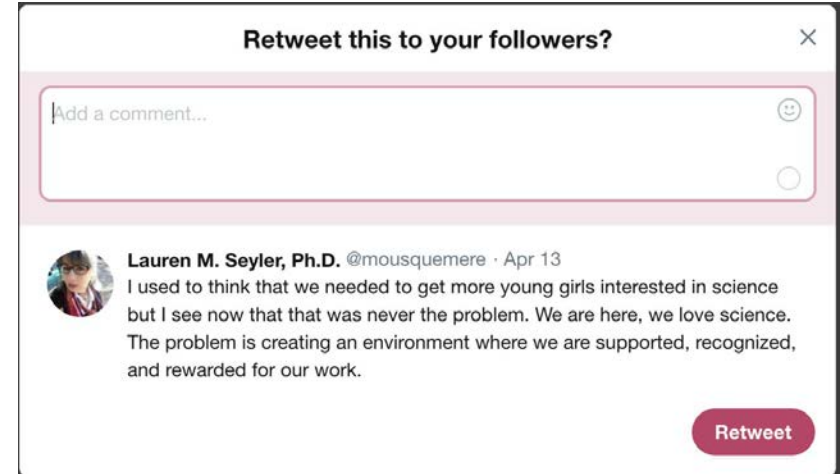 Retweet this to your followers?
Add a comment...
Lauren M. Seyler, Ph.D. @mousquemere · Apr 13
I used to think that we needed to get more young girls interested in science
but I see now that that was never the problem. We are here, we love science.
The problem is creating an environment where we are supported, recognized,
and rewarded for our work.
Retweet